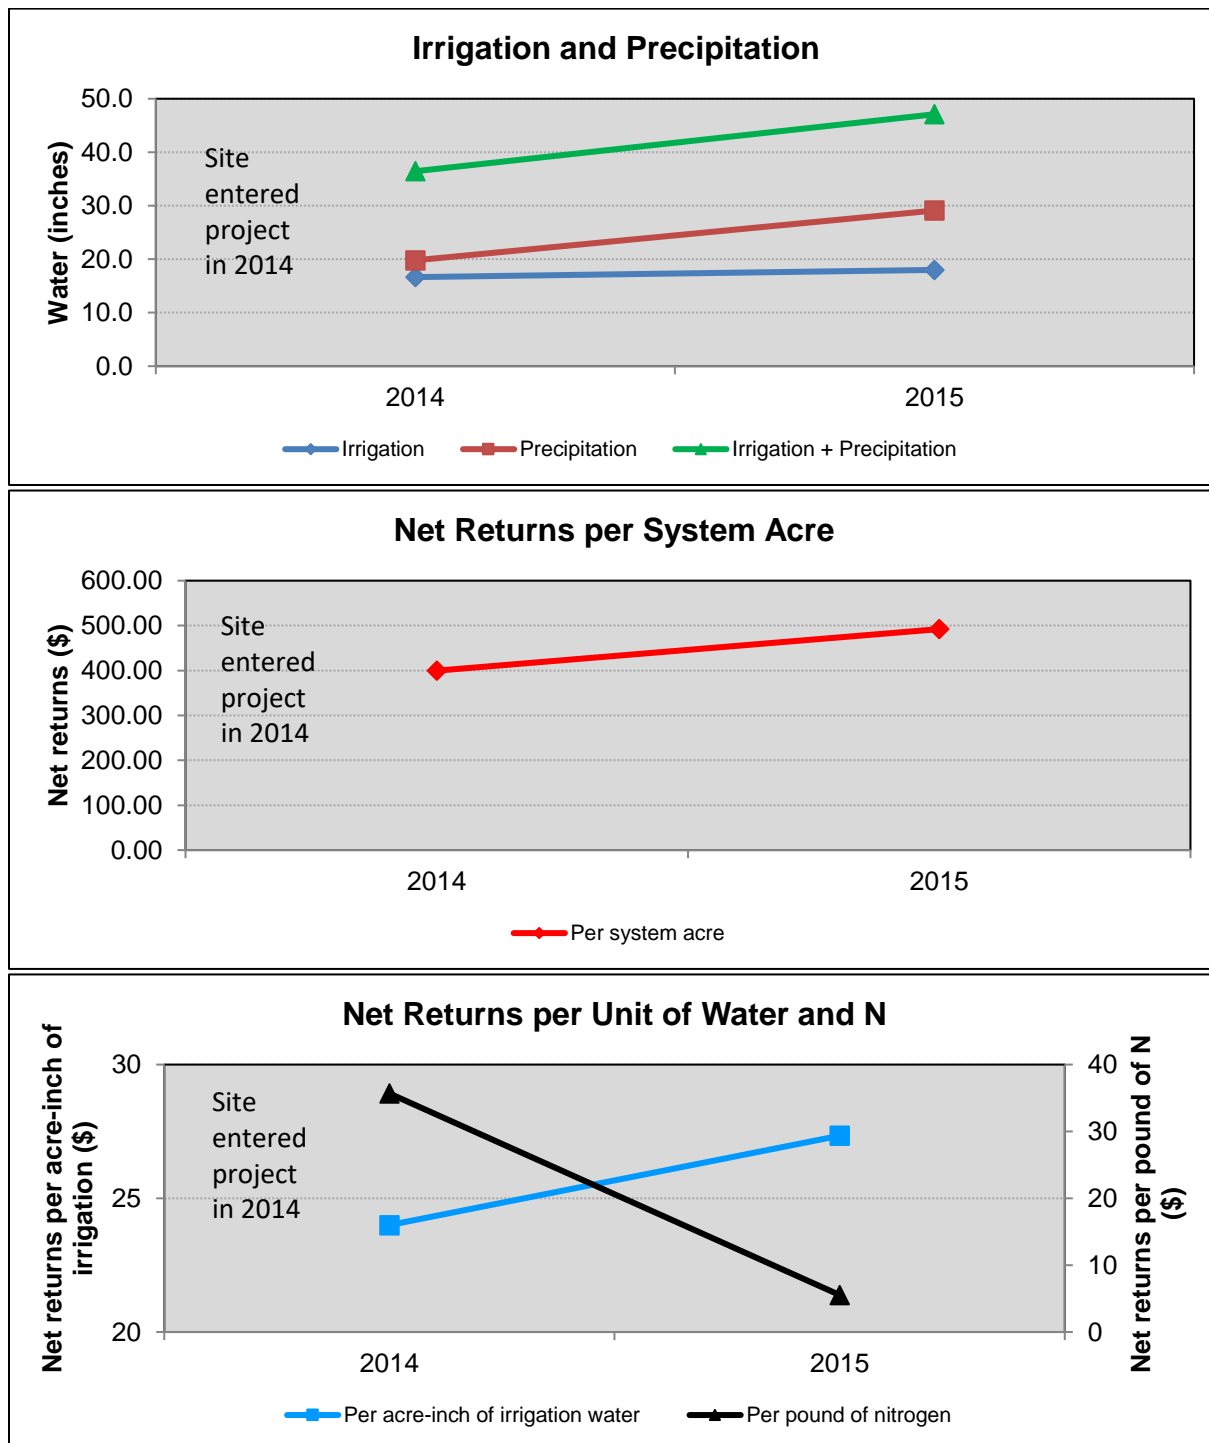 Irrigation and Precipitation
Water (inches)
50.0
40.0
30.0
20.0
10.0
0.0
Site
entered
project
in 2014
2014 2015
Irrigation Precipitation Irrigation + Precipitation
Net Returns per System Acre
Net returns ($)
600.00
500.00
400.00
300.00
200.00
100.00
0.00
Site
entered
project
in 2014
2014 2015
Per system acre
Net Returns per Unit of Water and N
Net returns per acre-inch of
irrigation ($)
30
25
20
Site
entered
project
in 2014
40
30
20
10
0
Net returns per pound of N
($)
2014 2015
Per acre-inch of irrigation water Per pound of nitrogen